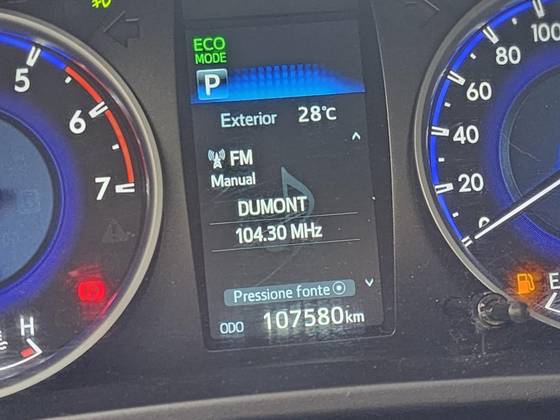 ECO
MODE
P
Exterior 28°C
FM
Manual
DUMONT
104.30 MHz
Pressione fonte
ODO 107580km
5
6
7
H
100
80
60
40
20
0
E